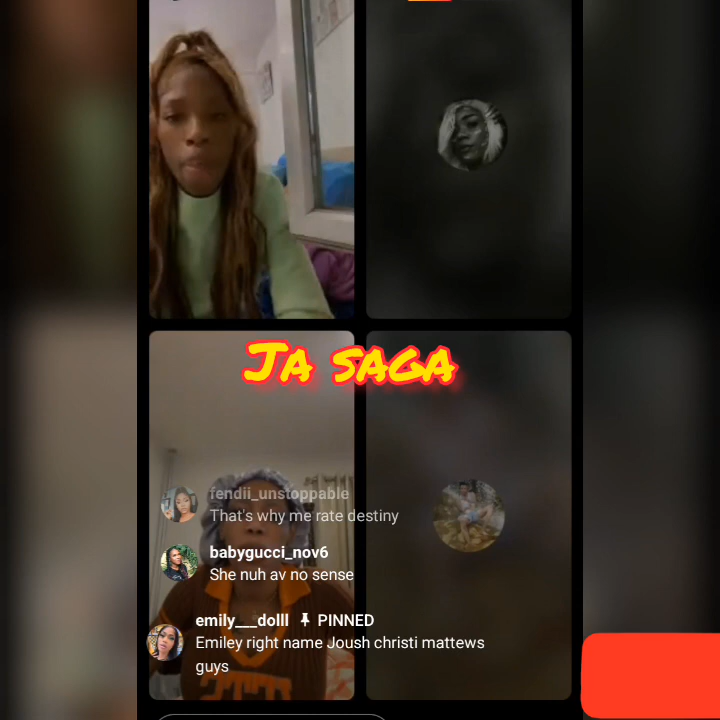 JA SAGA
fendii_unstoppable
That's why me rate destiny
babygucci_nov6
She nuh av no sense
emily___dolll PINNED
Emiley right name Joush christi mattews
guys